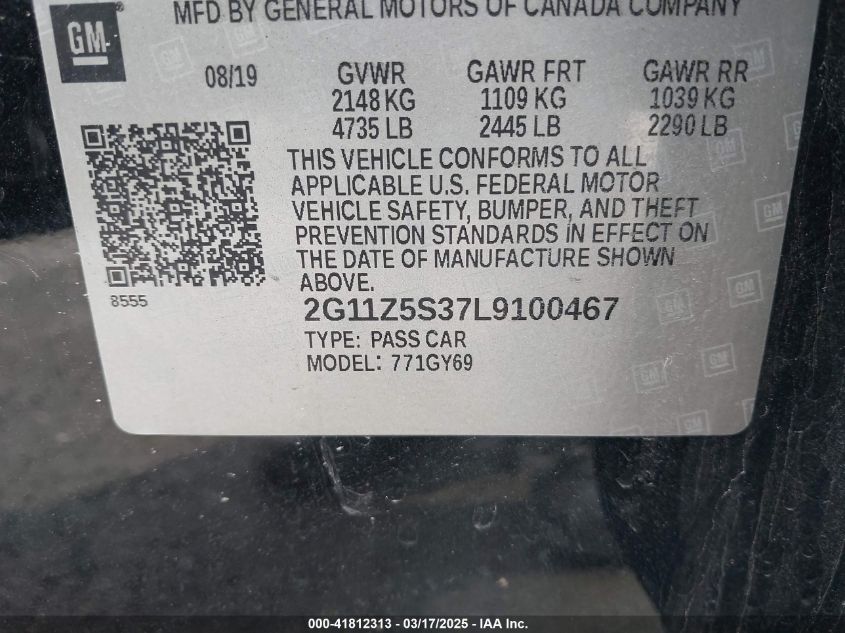 MFD BY GENERAL MOTORS OF CANADA COMPANY
GM
08/19
GVWR GAWR FRT GAWR RR
2148 KG 1109 KG 1039 KG
4735 LB 2445 LB 2290 LB
THIS VEHICLE CONFORMS TO ALL
APPLICABLE U.S. FEDERAL MOTOR
VEHICLE SAFETY, BUMPER, AND THEFT
PREVENTION STANDARDS IN EFFECT ON
THE DATE OF MANUFACTURE SHOWN
ABOVE.
8555
2G11Z5S37L9100467
TYPE: PASS CAR
MODEL: 771GY69
GM
GM
GM
000-41812313 - 03/17/2025 - IAA Inc.